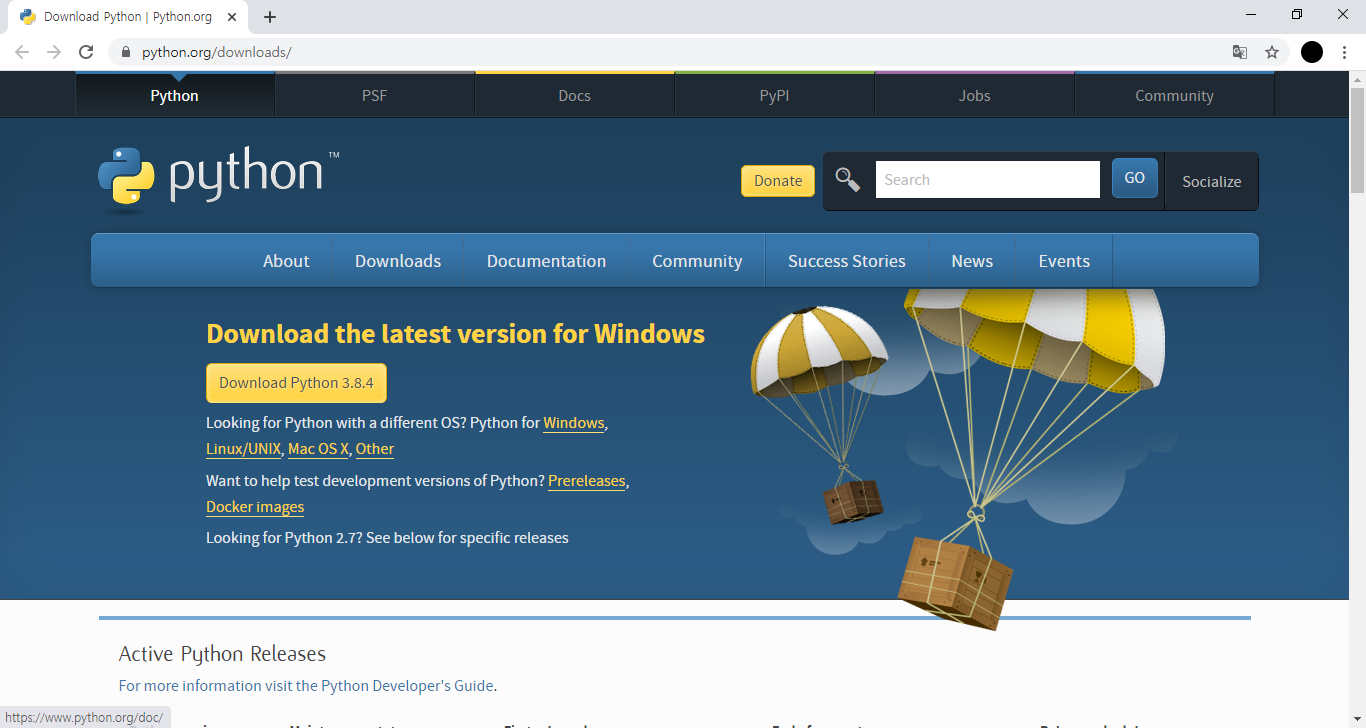 Download Python | Python.org
python.org/downloads/
Python PSF Docs PyPI Jobs Community
python™
Donate Search GO Socialize
About Downloads Documentation Community Success Stories News Events
Download the latest version for Windows
Download Python 3.8.4
Looking for Python with a different OS? Python for Windows,
Linux/UNIX, Mac OS X, Other
Want to help test development versions of Python? Prereleases,
Docker images
Looking for Python 2.7? See below for specific releases
Active Python Releases
For more information visit the Python Developer's Guide.
https://www.python.org/doc/